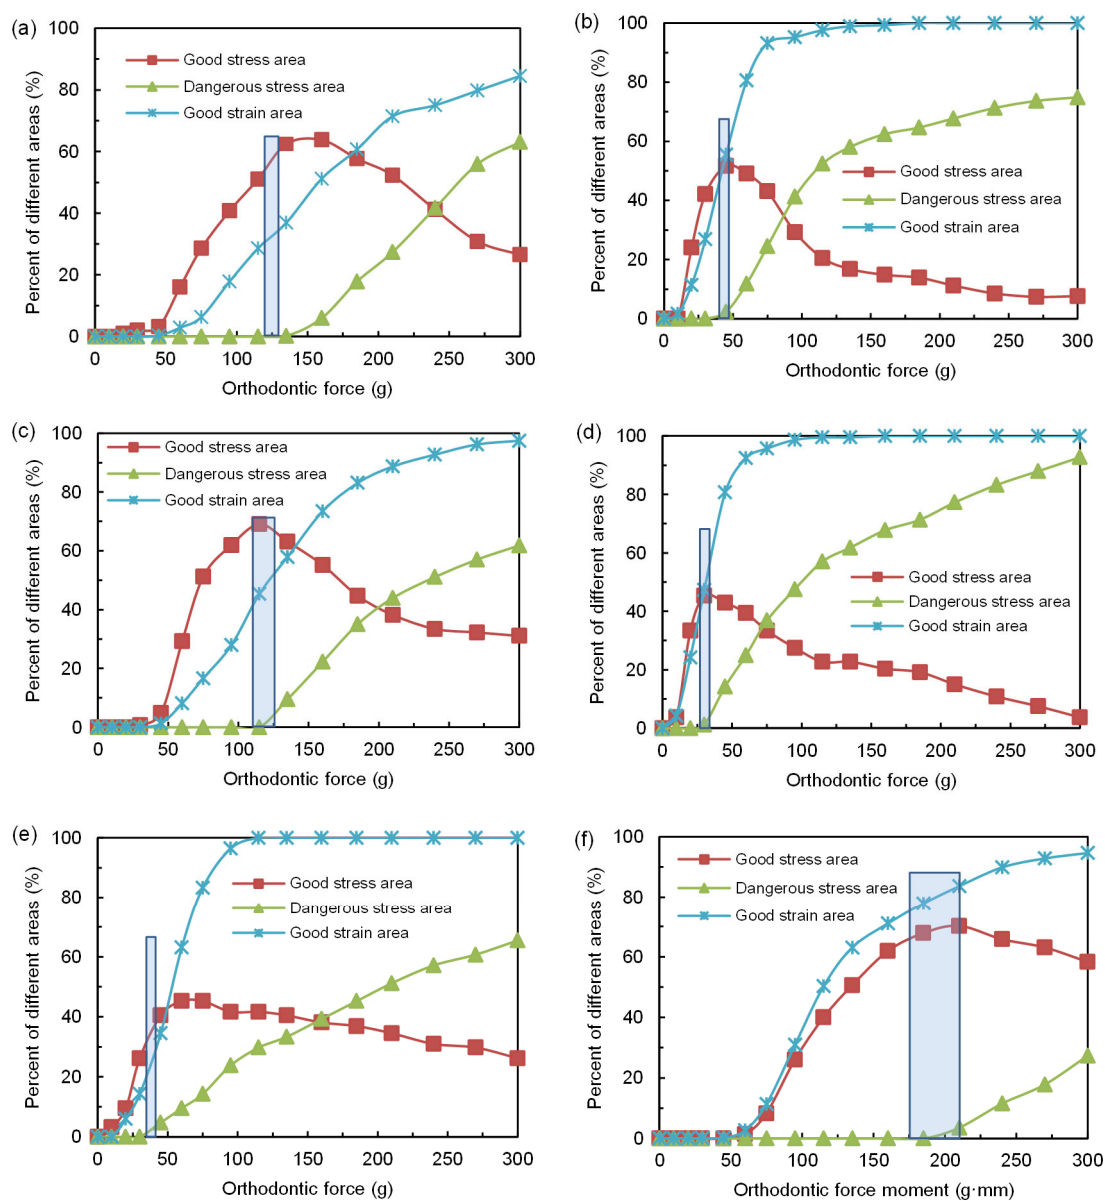 (a)
Percent of different areas (%)
100
80
60
40
20
0
Good stress area
Dangerous stress area
Good strain area
0 50 100 150 200 250 300
Orthodontic force (g)
(b)
Percent of different areas (%)
100
80
60
40
20
0
Good stress area
Dangerous stress area
Good strain area
0 50 100 150 200 250 300
Orthodontic force (g)
(c)
Percent of different areas (%)
100
80
60
40
20
0
Good stress area
Dangerous stress area
Good strain area
0 50 100 150 200 250 300
Orthodontic force (g)
(d)
Percent of different areas (%)
100
80
60
40
20
0
Good stress area
Dangerous stress area
Good strain area
0 50 100 150 200 250 300
Orthodontic force (g)
(e)
Percent of different areas (%)
100
80
60
40
20
0
Good stress area
Dangerous stress area
Good strain area
0 50 100 150 200 250 300
Orthodontic force (g)
(f)
Percent of different areas (%)
100
80
60
40
20
0
Good stress area
Dangerous stress area
Good strain area
0 50 100 150 200 250 300
Orthodontic force moment (g·mm)